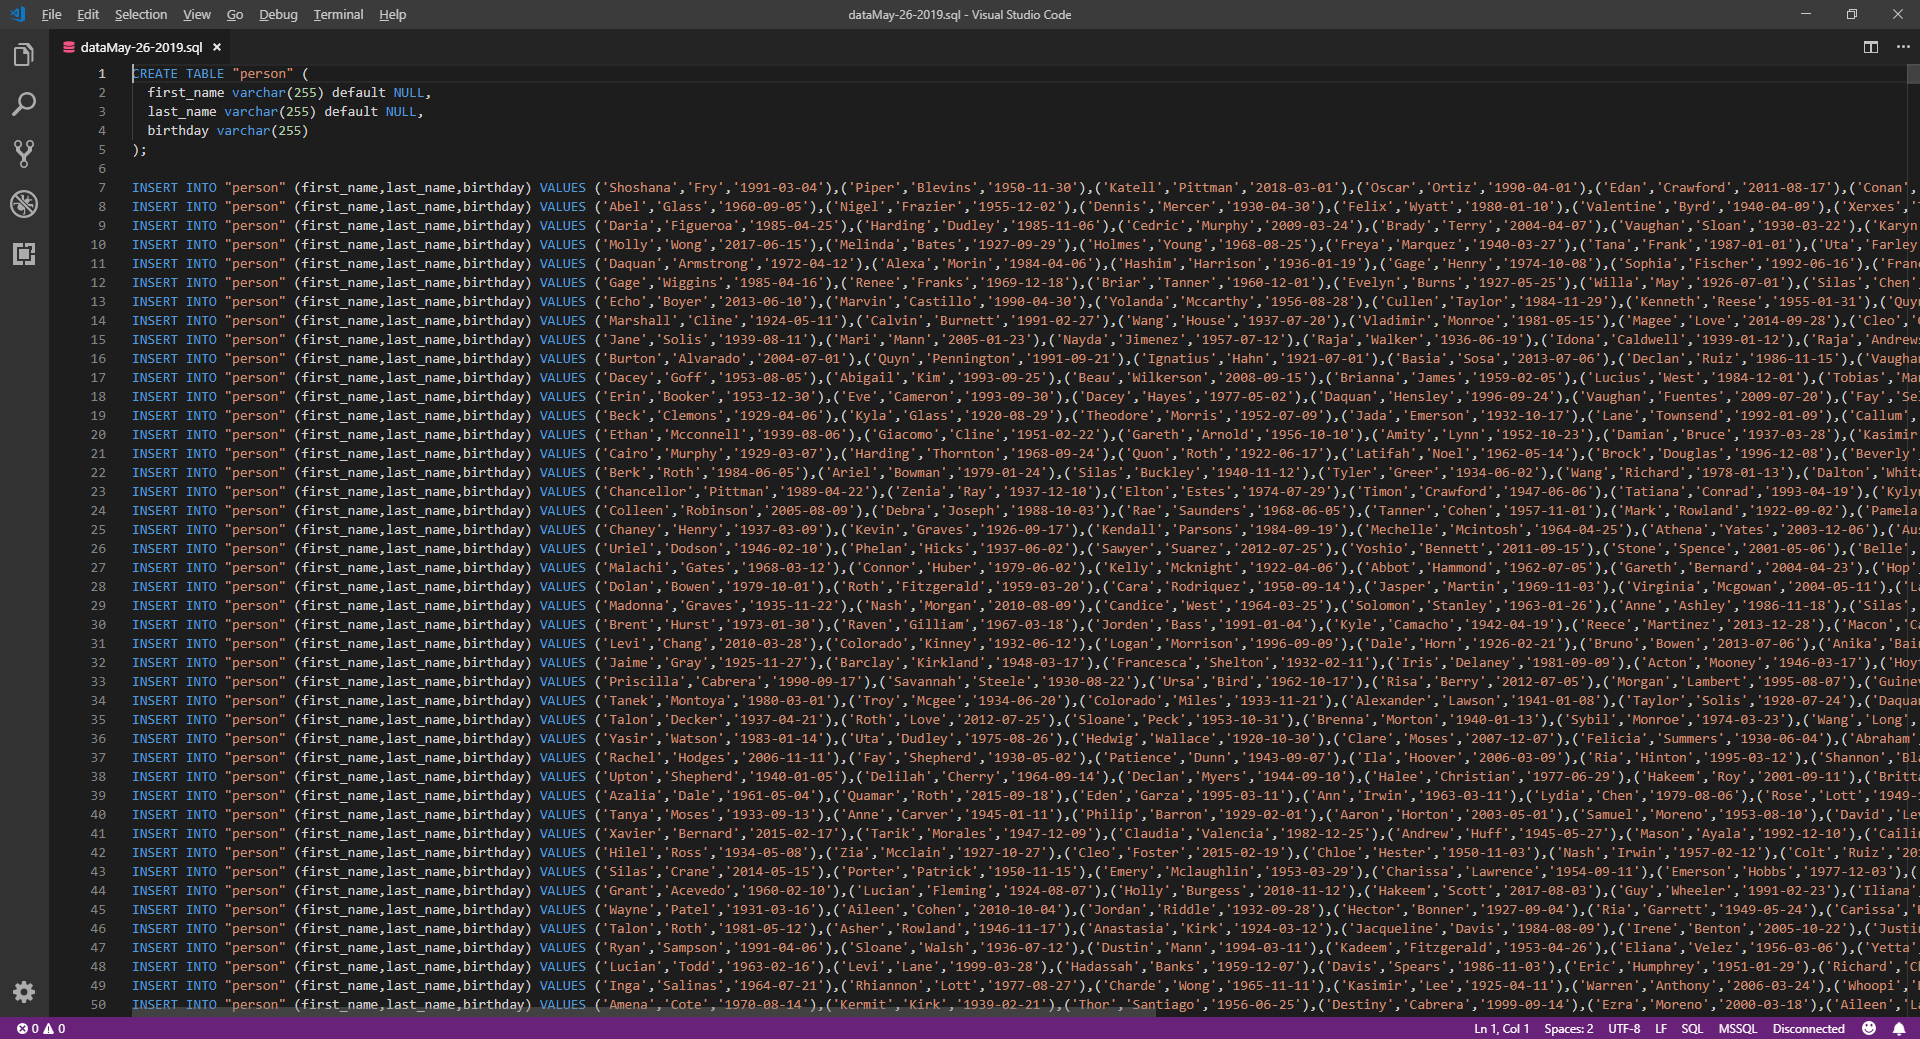 File Edit Selection View Go Debug Terminal Help
dataMay-26-2019.sql - Visual Studio Code
dataMay-26-2019.sql ×
1 CREATE TABLE "person" (
2 first_name varchar(255) default NULL,
3 last_name varchar(255) default NULL,
4 birthday varchar(255)
5 );
6
7 INSERT INTO "person" (first_name,last_name,birthday) VALUES ('Shoshana','Fry','1991-03-04'),('Piper','Blevins','1950-11-30'),('Katell','Pittman','2018-03-01'),('Oscar','Ortiz','1990-04-01'),('Edan','Crawford','2011-08-17'),('Conan',
8 INSERT INTO "person" (first_name,last_name,birthday) VALUES ('Abel','Glass','1960-09-05'),('Nigel','Frazier','1955-12-02'),('Dennis','Mercer','1930-04-30'),('Felix','Wyatt','1980-01-10'),('Valentine','Byrd','1940-04-09'),('Xerxes','
9 INSERT INTO "person" (first_name,last_name,birthday) VALUES ('Daria','Figueroa','1985-04-25'),('Harding','Dudley','1985-11-06'),('Cedric','Murphy','2009-03-24'),('Brady','Terry','2004-04-07'),('Vaughan','Sloan','1930-03-22'),('Karyn
10 INSERT INTO "person" (first_name,last_name,birthday) VALUES ('Molly','Wong','2017-06-15'),('Melinda','Bates','1927-09-29'),('Holmes','Young','1968-08-25'),('Freya','Marquez','1940-03-27'),('Tana','Frank','1987-01-01'),('Uta','Farley
11 INSERT INTO "person" (first_name,last_name,birthday) VALUES ('Daquan','Armstrong','1972-04-12'),('Alexa','Morin','1984-04-06'),('Hashim','Harrison','1936-01-19'),('Gage','Henry','1974-10-08'),('Sophia','Fischer','1992-06-16'),('Fran
12 INSERT INTO "person" (first_name,last_name,birthday) VALUES ('Gage','Wiggins','1985-04-16'),('Renee','Franks','1969-12-18'),('Briar','Tanner','1960-12-01'),('Evelyn','Burns','1927-05-25'),('Willa','May','1926-07-01'),('Silas','Chen'
13 INSERT INTO "person" (first_name,last_name,birthday) VALUES ('Echo','Boyer','2013-06-10'),('Marvin','Castillo','1990-04-30'),('Yolanda','Mccarthy','1956-08-28'),('Cullen','Taylor','1984-11-29'),('Kenneth','Reese','1955-01-31'),('Quy
14 INSERT INTO "person" (first_name,last_name,birthday) VALUES ('Marshall','Cline','1924-05-11'),('Calvin','Burnett','1991-02-27'),('Wang','House','1937-07-20'),('Vladimir','Monroe','1981-05-15'),('Magee','Love','2014-09-28'),('Cleo','
15 INSERT INTO "person" (first_name,last_name,birthday) VALUES ('Jane','Solis','1939-08-11'),('Mari','Mann','2005-01-23'),('Nayda','Jimenez','1957-07-12'),('Raja','Walker','1936-06-19'),('Idona','Caldwell','1939-01-12'),('Raja','Andrew
16 INSERT INTO "person" (first_name,last_name,birthday) VALUES ('Burton','Alvarado','2004-07-01'),('Quyn','Pennington','1991-09-21'),('Ignatius','Hahn','1921-07-01'),('Basia','Sosa','2013-07-06'),('Declan','Ruiz','1986-11-15'),('Vaugha
17 INSERT INTO "person" (first_name,last_name,birthday) VALUES ('Dacey','Goff','1953-08-05'),('Abigail','Kim','1993-09-25'),('Beau','Wilkerson','2008-09-15'),('Brianna','James','1959-02-05'),('Lucius','West','1984-12-01'),('Tobias','Ma
18 INSERT INTO "person" (first_name,last_name,birthday) VALUES ('Erin','Booker','1953-12-30'),('Eve','Cameron','1993-09-30'),('Dacey','Hayes','1977-05-02'),('Daquan','Hensley','1996-09-24'),('Vaughan','Fuentes','2009-07-20'),('Fay','Se
19 INSERT INTO "person" (first_name,last_name,birthday) VALUES ('Beck','Clemons','1929-04-06'),('Kyla','Glass','1920-08-29'),('Theodore','Morris','1952-07-09'),('Jada','Emerson','1932-10-17'),('Lane','Townsend','1992-01-09'),('Callum',
20 INSERT INTO "person" (first_name,last_name,birthday) VALUES ('Ethan','Mcconnell','1939-08-06'),('Giacomo','Cline','1951-02-22'),('Gareth','Arnold','1956-10-10'),('Amity','Lynn','1952-10-23'),('Damian','Bruce','1937-03-28'),('Kasimir
21 INSERT INTO "person" (first_name,last_name,birthday) VALUES ('Cairo','Murphy','1929-03-07'),('Harding','Thornton','1968-09-24'),('Quon','Roth','1922-06-17'),('Latifah','Noel','1962-05-14'),('Brock','Douglas','1996-12-08'),('Beverly'
22 INSERT INTO "person" (first_name,last_name,birthday) VALUES ('Berk','Roth','1984-06-05'),('Ariel','Bowman','1979-01-24'),('Silas','Buckley','1940-11-12'),('Tyler','Greer','1934-06-02'),('Wang','Richard','1978-01-13'),('Dalton','Whit
23 INSERT INTO "person" (first_name,last_name,birthday) VALUES ('Chancellor','Pittman','1989-04-22'),('Zenia','Ray','1937-12-10'),('Elton','Estes','1974-07-29'),('Timon','Crawford','1947-06-06'),('Tatiana','Conrad','1993-04-19'),('Kyly
24 INSERT INTO "person" (first_name,last_name,birthday) VALUES ('Colleen','Robinson','2005-08-09'),('Debra','Joseph','1988-10-03'),('Rae','Saunders','1968-06-05'),('Tanner','Cohen','1957-11-01'),('Mark','Rowland','1922-09-02'),('Pamela
25 INSERT INTO "person" (first_name,last_name,birthday) VALUES ('Chaney','Henry','1937-03-09'),('Kevin','Graves','1926-09-17'),('Kendall','Parsons','1984-09-19'),('Mechelle','Mcintosh','1964-04-25'),('Athena','Yates','2003-12-06'),('Au
26 INSERT INTO "person" (first_name,last_name,birthday) VALUES ('Uriel','Dodson','1946-02-10'),('Phelan','Hicks','1937-06-02'),('Sawyer','Suarez','2012-07-25'),('Yoshio','Bennett','2011-09-15'),('Stone','Spence','2001-05-06'),('Belle',
27 INSERT INTO "person" (first_name,last_name,birthday) VALUES ('Malachi','Gates','1968-03-12'),('Connor','Huber','1979-06-02'),('Kelly','Mcknight','1922-04-06'),('Abbot','Hammond','1962-07-05'),('Gareth','Bernard','2004-04-23'),('Hop'
28 INSERT INTO "person" (first_name,last_name,birthday) VALUES ('Dolan','Bowen','1979-10-01'),('Roth','Fitzgerald','1959-03-20'),('Cara','Rodriquez','1950-09-14'),('Jasper','Martin','1969-11-03'),('Virginia','Mcgowan','2004-05-11'),('L
29 INSERT INTO "person" (first_name,last_name,birthday) VALUES ('Madonna','Graves','1935-11-22'),('Nash','Morgan','2010-08-09'),('Candice','West','1964-03-25'),('Solomon','Stanley','1963-01-26'),('Anne','Ashley','1986-11-18'),('Silas',
30 INSERT INTO "person" (first_name,last_name,birthday) VALUES ('Brent','Hurst','1973-01-30'),('Raven','Gilliam','1967-03-18'),('Jorden','Bass','1991-01-04'),('Kyle','Camacho','1942-04-19'),('Reece','Martinez','2013-12-28'),('Macon','C
31 INSERT INTO "person" (first_name,last_name,birthday) VALUES ('Levi','Chang','2010-03-28'),('Colorado','Kinney','1932-06-12'),('Logan','Morrison','1996-09-09'),('Dale','Horn','1926-02-21'),('Bruno','Bowen','2013-07-06'),('Anika','Bai
32 INSERT INTO "person" (first_name,last_name,birthday) VALUES ('Jaime','Gray','1925-11-27'),('Barclay','Kirkland','1948-03-17'),('Francesca','Shelton','1932-02-11'),('Iris','Delaney','1981-09-09'),('Acton','Mooney','1946-03-17'),('Hoy
33 INSERT INTO "person" (first_name,last_name,birthday) VALUES ('Priscilla','Cabrera','1990-09-17'),('Savannah','Steele','1930-08-22'),('Ursa','Bird','1962-10-17'),('Risa','Berry','2012-07-05'),('Morgan','Lambert','1995-08-07'),('Guine
34 INSERT INTO "person" (first_name,last_name,birthday) VALUES ('Tanek','Montoya','1980-03-01'),('Troy','Mcgee','1934-06-20'),('Colorado','Miles','1933-11-21'),('Alexander','Lawson','1941-01-08'),('Taylor','Solis','1920-07-24'),('Daqua
35 INSERT INTO "person" (first_name,last_name,birthday) VALUES ('Talon','Decker','1937-04-21'),('Roth','Love','2012-07-25'),('Sloane','Peck','1953-10-31'),('Brenna','Morton','1940-01-13'),('Sybil','Monroe','1974-03-23'),('Wang','Long',
36 INSERT INTO "person" (first_name,last_name,birthday) VALUES ('Yasir','Watson','1983-01-14'),('Uta','Dudley','1975-08-26'),('Hedwig','Wallace','1920-10-30'),('Clare','Moses','2007-12-07'),('Felicia','Summers','1930-06-04'),('Abraham'
37 INSERT INTO "person" (first_name,last_name,birthday) VALUES ('Rachel','Hodges','2006-11-11'),('Fay','Shepherd','1930-05-02'),('Patience','Dunn','1943-09-07'),('Ila','Hoover','2006-03-09'),('Ria','Hinton','1995-03-12'),('Shannon','Bl
38 INSERT INTO "person" (first_name,last_name,birthday) VALUES ('Upton','Shepherd','1940-01-05'),('Delilah','Cherry','1964-09-14'),('Declan','Myers','1944-09-10'),('Halee','Christian','1977-06-29'),('Hakeem','Roy','2001-09-11'),('Britt
39 INSERT INTO "person" (first_name,last_name,birthday) VALUES ('Azalia','Dale','1961-05-04'),('Quamar','Roth','2015-09-18'),('Eden','Garza','1995-03-11'),('Ann','Irwin','1963-03-11'),('Lydia','Chen','1979-08-06'),('Rose','Lott','1949-
40 INSERT INTO "person" (first_name,last_name,birthday) VALUES ('Tanya','Moses','1933-09-13'),('Anne','Carver','1945-01-11'),('Philip','Barron','1929-02-01'),('Aaron','Horton','2003-05-01'),('Samuel','Moreno','1953-08-10'),('David','Le
41 INSERT INTO "person" (first_name,last_name,birthday) VALUES ('Xavier','Bernard','2015-02-17'),('Tarik','Morales','1947-12-09'),('Claudia','Valencia','1982-12-25'),('Andrew','Huff','1945-05-27'),('Mason','Ayala','1992-12-10'),('Caili
42 INSERT INTO "person" (first_name,last_name,birthday) VALUES ('Hilel','Ross','1934-05-08'),('Zia','Mcclain','1927-10-27'),('Cleo','Foster','2015-02-19'),('Chloe','Hester','1950-11-03'),('Nash','Irwin','1957-02-12'),('Colt','Ruiz','20
43 INSERT INTO "person" (first_name,last_name,birthday) VALUES ('Silas','Crane','2014-05-15'),('Porter','Patrick','1950-11-15'),('Emery','Mclaughlin','1953-03-29'),('Charissa','Lawrence','1954-09-11'),('Emerson','Hobbs','1977-12-03'),(
44 INSERT INTO "person" (first_name,last_name,birthday) VALUES ('Grant','Acevedo','1960-02-10'),('Lucian','Fleming','1924-08-07'),('Holly','Burgess','2010-11-12'),('Hakeem','Scott','2017-08-03'),('Guy','Wheeler','1991-02-23'),('Iliana'
45 INSERT INTO "person" (first_name,last_name,birthday) VALUES ('Wayne','Patel','1931-03-16'),('Aileen','Cohen','2010-10-04'),('Jordan','Riddle','1932-09-28'),('Hector','Bonner','1927-09-04'),('Ria','Garrett','1949-05-24'),('Carissa','
46 INSERT INTO "person" (first_name,last_name,birthday) VALUES ('Talon','Roth','1981-05-12'),('Asher','Rowland','1946-11-17'),('Anastasia','Kirk','1924-03-12'),('Jacqueline','Davis','1984-08-09'),('Irene','Benton','2005-10-22'),('Justi
47 INSERT INTO "person" (first_name,last_name,birthday) VALUES ('Ryan','Sampson','1991-04-06'),('Sloane','Walsh','1936-07-12'),('Dustin','Mann','1994-03-11'),('Kadeem','Fitzgerald','1953-04-26'),('Eliana','Velez','1956-03-06'),('Yetta'
48 INSERT INTO "person" (first_name,last_name,birthday) VALUES ('Lucian','Todd','1963-02-16'),('Levi','Lane','1999-03-28'),('Hadassah','Banks','1959-12-07'),('Davis','Spears','1986-11-03'),('Eric','Humphrey','1951-01-29'),('Richard','C
49 INSERT INTO "person" (first_name,last_name,birthday) VALUES ('Inga','Salinas','1964-07-21'),('Rhiannon','Lott','1977-08-27'),('Charde','Wong','1965-11-11'),('Kasimir','Lee','1925-04-11'),('Warren','Anthony','2006-03-24'),('Whoopi','
50 INSERT INTO "person" (first_name,last_name,birthday) VALUES ('Amena','Cote','1970-08-14'),('Kermit','Kirk','1939-02-21'),('Thor','Santiago','1956-06-25'),('Destiny','Cabrera','1999-09-14'),('Ezra','Moreno','2000-03-18'),('Aileen','L
0 0 Ln 1, Col 1 Spaces: 2 UTF-8 LF SQL MSSQL Disconnected